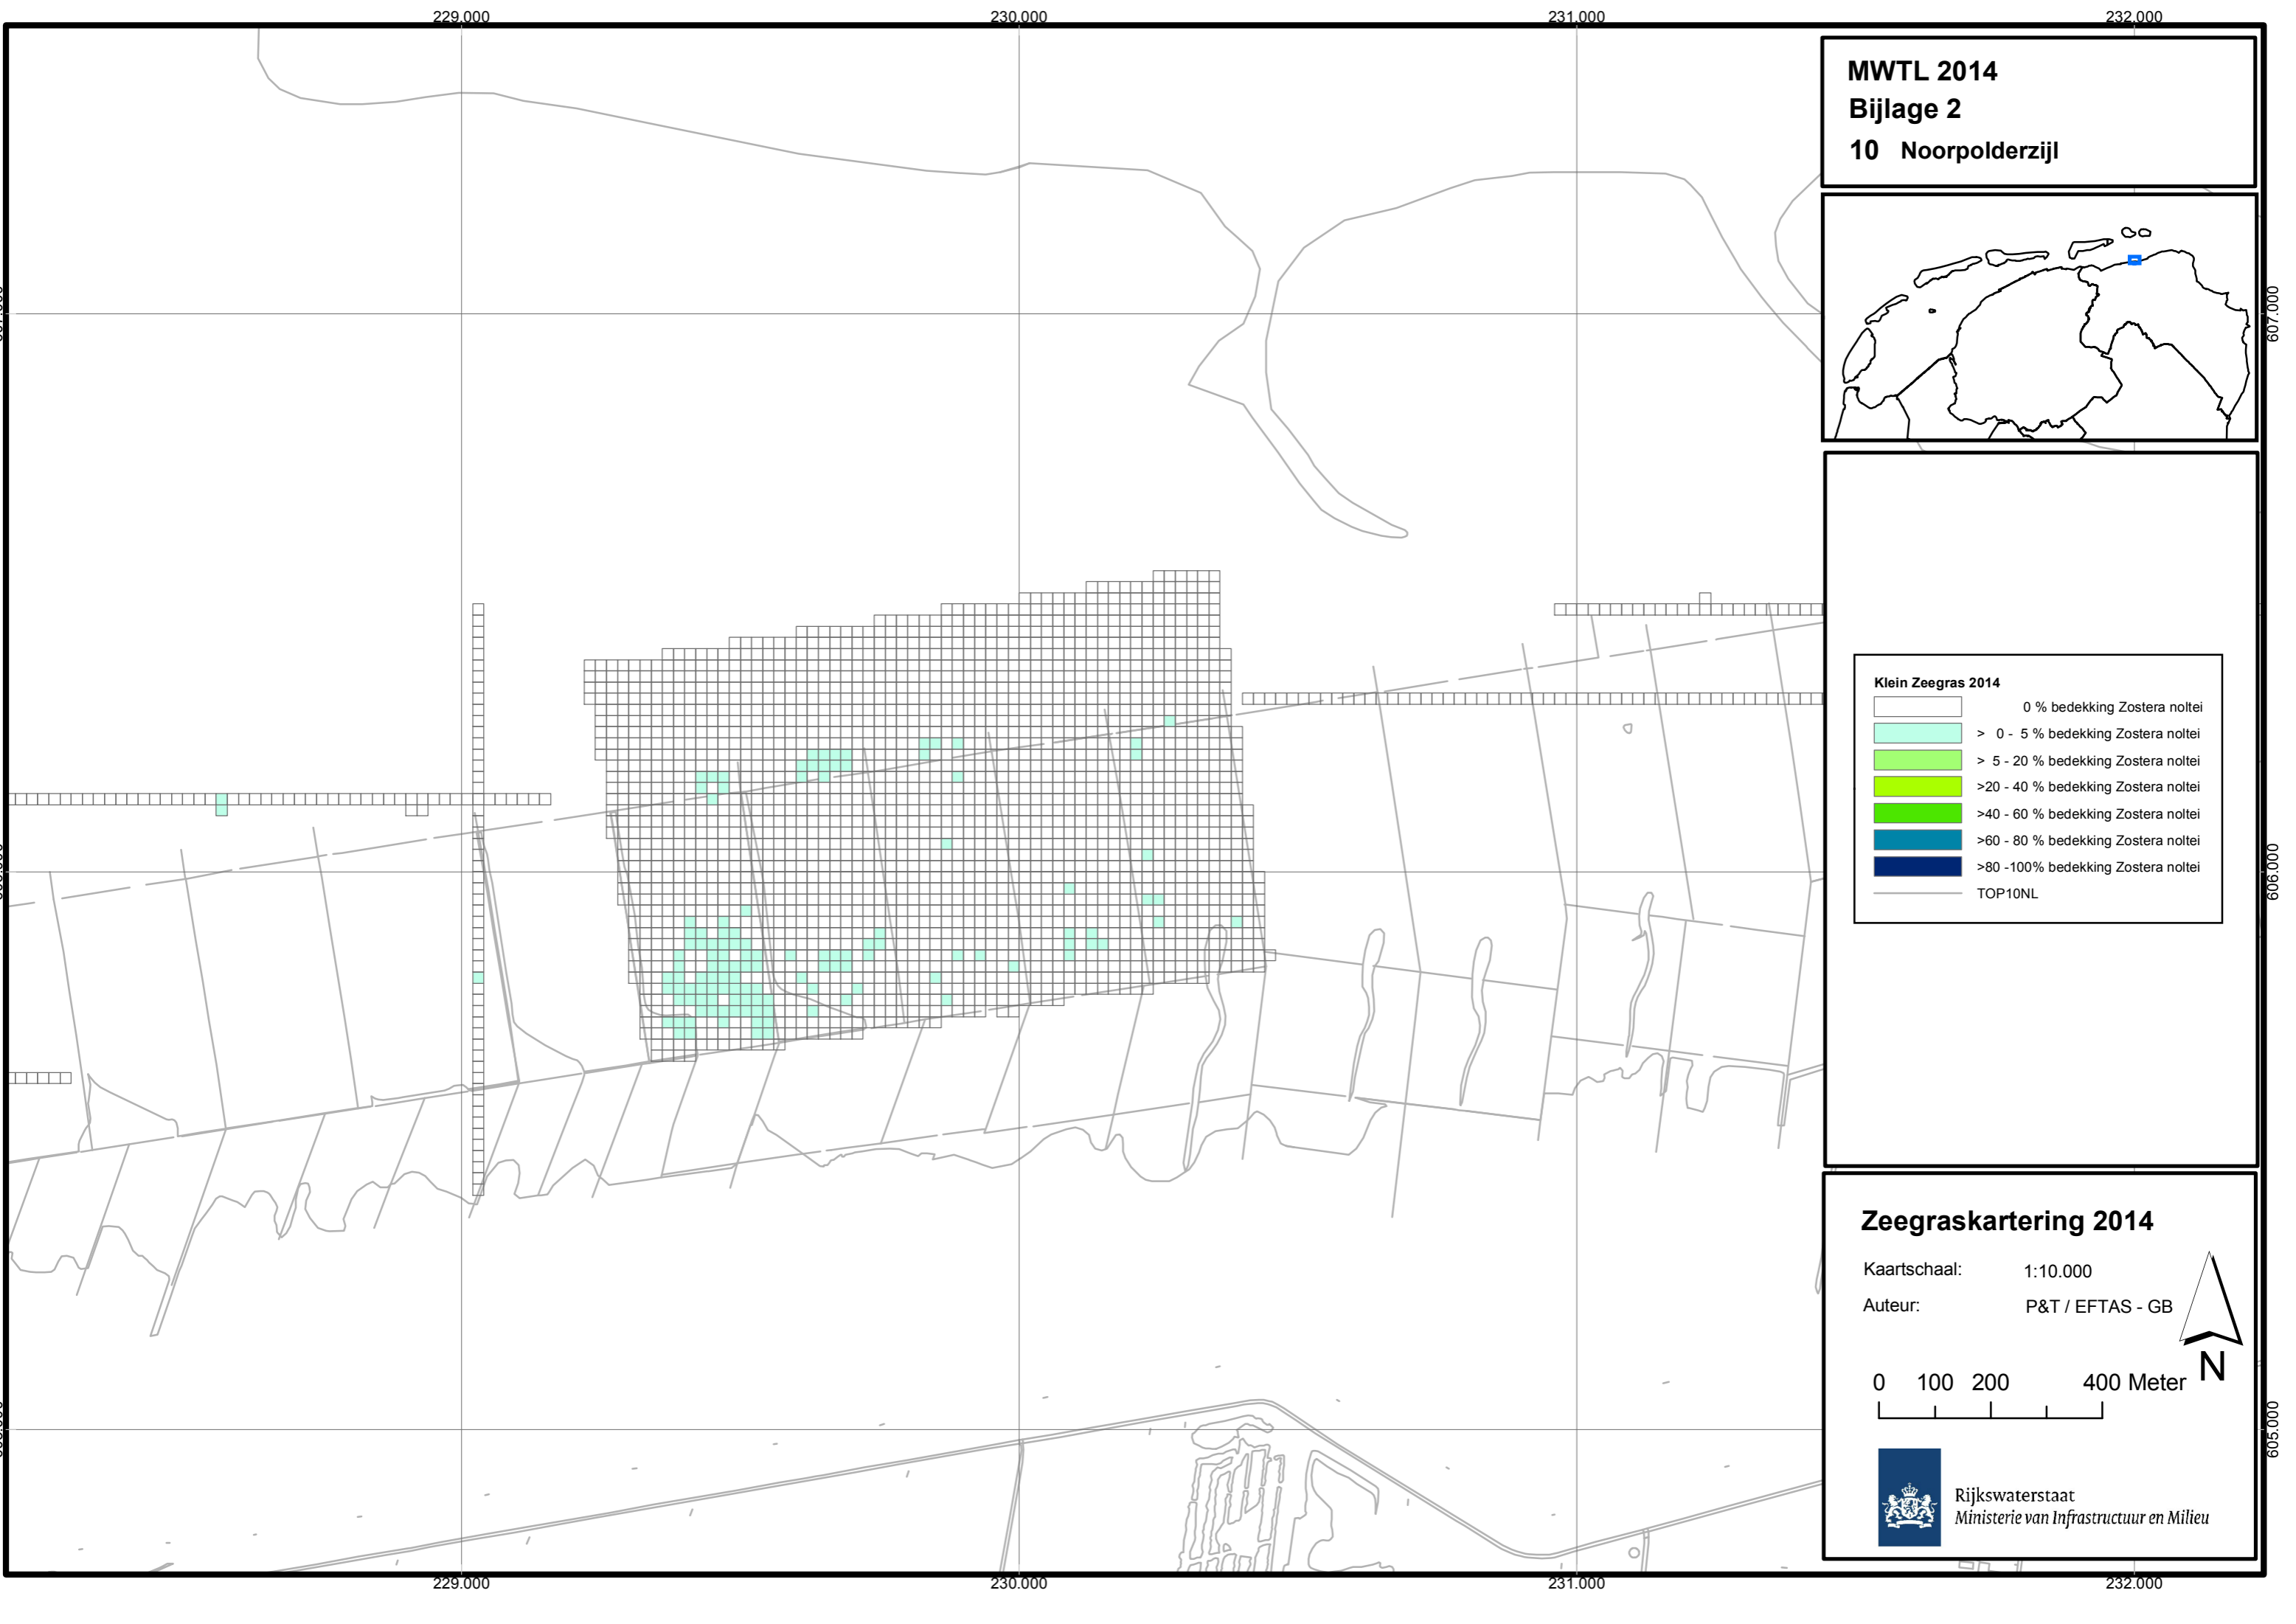 229.000 230.000 231.000 232.000
MWTL 2014
Bijlage 2
10 Noorpolderzijl
607.000
Klein Zeegras 2014
0 % bedekking Zostera noltei
> 0 - 5 % bedekking Zostera noltei
> 5 - 20 % bedekking Zostera noltei
>20 - 40 % bedekking Zostera noltei
>40 - 60 % bedekking Zostera noltei
>60 - 80 % bedekking Zostera noltei
>80 -100% bedekking Zostera noltei
TOP10NL
606.000
Zeegraskartering 2014
Kaartschaal: 1:10.000
Auteur: P&T / EFTAS - GB
N
0 100 200 400 Meter
605.000
Rijkswaterstaat
Ministerie van Infrastructuur en Milieu
229.000 230.000 231.000 232.000